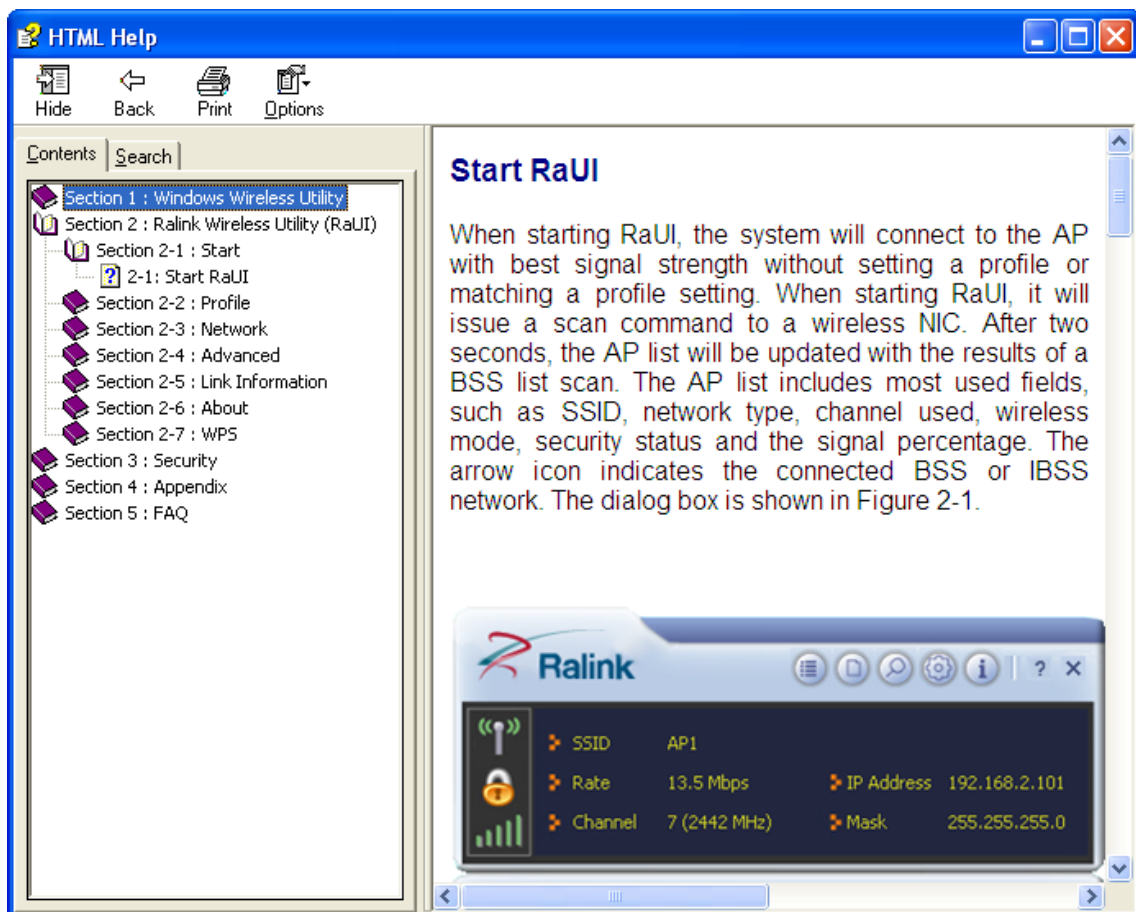 HTML Help
Hide Back Print Options
Contents Search
Section 1 : Windows Wireless Utility
Section 2 : Ralink Wireless Utility (RaUI)
Section 2-1 : Start
2-1: Start RaUI
Section 2-2 : Profile
Section 2-3 : Network
Section 2-4 : Advanced
Section 2-5 : Link Information
Section 2-6 : About
Section 2-7 : WPS
Section 3 : Security
Section 4 : Appendix
Section 5 : FAQ
Start RaUI
When starting RaUI, the system will connect to the AP
with best signal strength without setting a profile or
matching a profile setting. When starting RaUI, it will
issue a scan command to a wireless NIC. After two
seconds, the AP list will be updated with the results of a
BSS list scan. The AP list includes most used fields,
such as SSID, network type, channel used, wireless
mode, security status and the signal percentage. The
arrow icon indicates the connected BSS or IBSS
network. The dialog box is shown in Figure 2-1.
Ralink
SSID AP1
Rate 13.5 Mbps IP Address 192.168.2.101
Channel 7 (2442 MHz) Mask 255.255.255.0